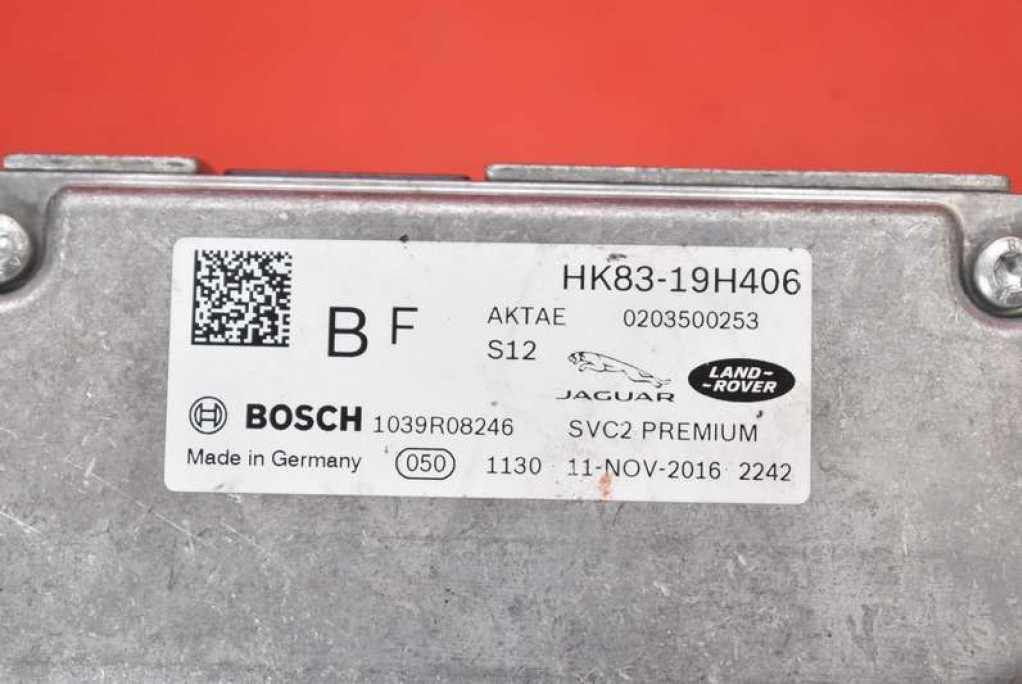 HK83-19H406
B F
AKTAE 0203500253
S12
JAGUAR
LAND-
-ROVER
BOSCH 1039R08246 SVC2 PREMIUM
Made in Germany 050 1130 11-NOV-2016 2242